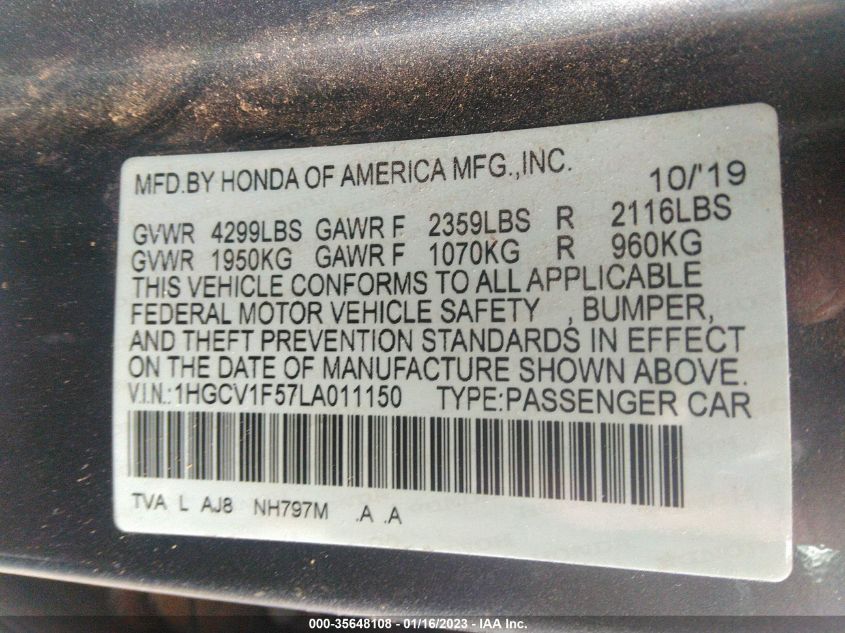 MFD.BY HONDA OF AMERICA MFG.,INC. 10/'19
GVWR 4299LBS GAWR F 2359LBS R 2116LBS
GVWR 1950KG GAWR F 1070KG R 960KG
THIS VEHICLE CONFORMS TO ALL APPLICABLE
FEDERAL MOTOR VEHICLE SAFETY , BUMPER,
AND THEFT PREVENTION STANDARDS IN EFFECT
ON THE DATE OF MANUFACTURE SHOWN ABOVE.
V.I.N.:1HGCV1F57LA011150 TYPE:PASSENGER CAR
TVA L AJ8 NH797M .A .A
000-35648108 - 01/16/2023 - IAA Inc.